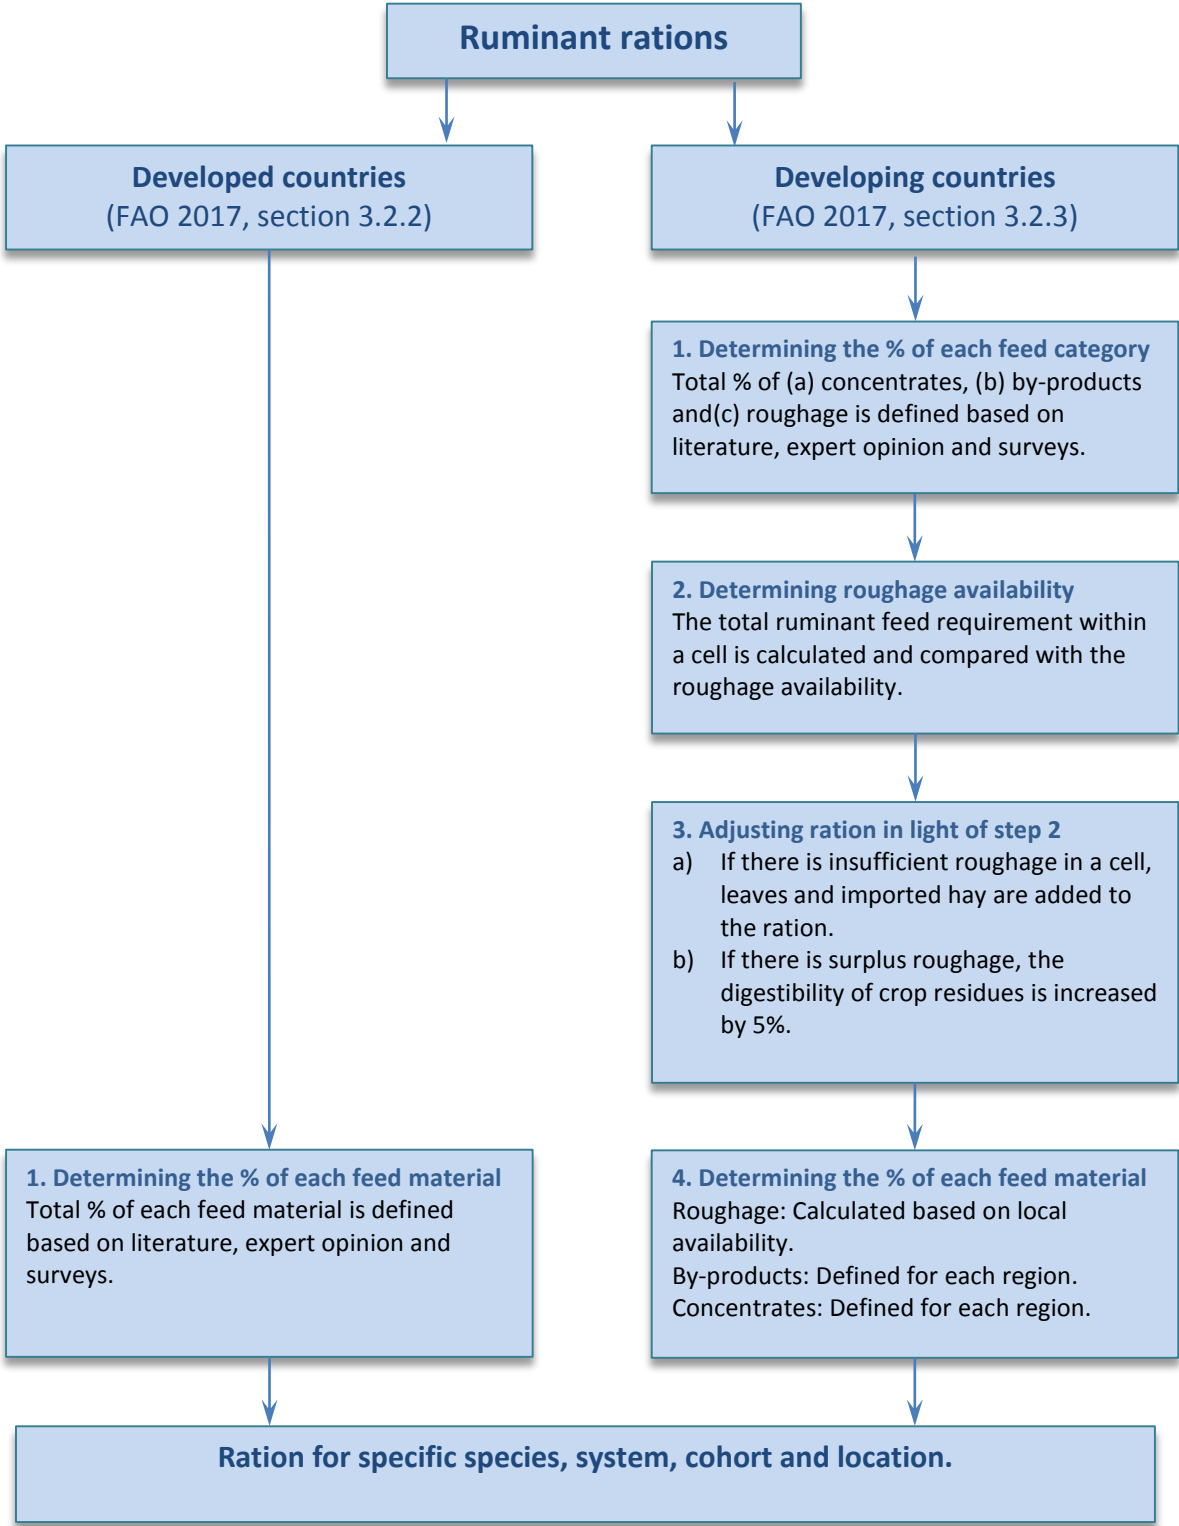 Ruminant rations
Developed countries
(FAO 2017, section 3.2.2)
Developing countries
(FAO 2017, section 3.2.3)
1. Determining the % of each feed category
Total % of (a) concentrates, (b) by-products
and(c) roughage is defined based on
literature, expert opinion and surveys.
2. Determining roughage availability
The total ruminant feed requirement within
a cell is calculated and compared with the
roughage availability.
3. Adjusting ration in light of step 2
a) If there is insufficient roughage in a cell,
leaves and imported hay are added to
the ration.
b) If there is surplus roughage, the
digestibility of crop residues is increased
by 5%.
1. Determining the % of each feed material
Total % of each feed material is defined
based on literature, expert opinion and
surveys.
4. Determining the % of each feed material
Roughage: Calculated based on local
availability.
By-products: Defined for each region.
Concentrates: Defined for each region.
Ration for specific species, system, cohort and location.